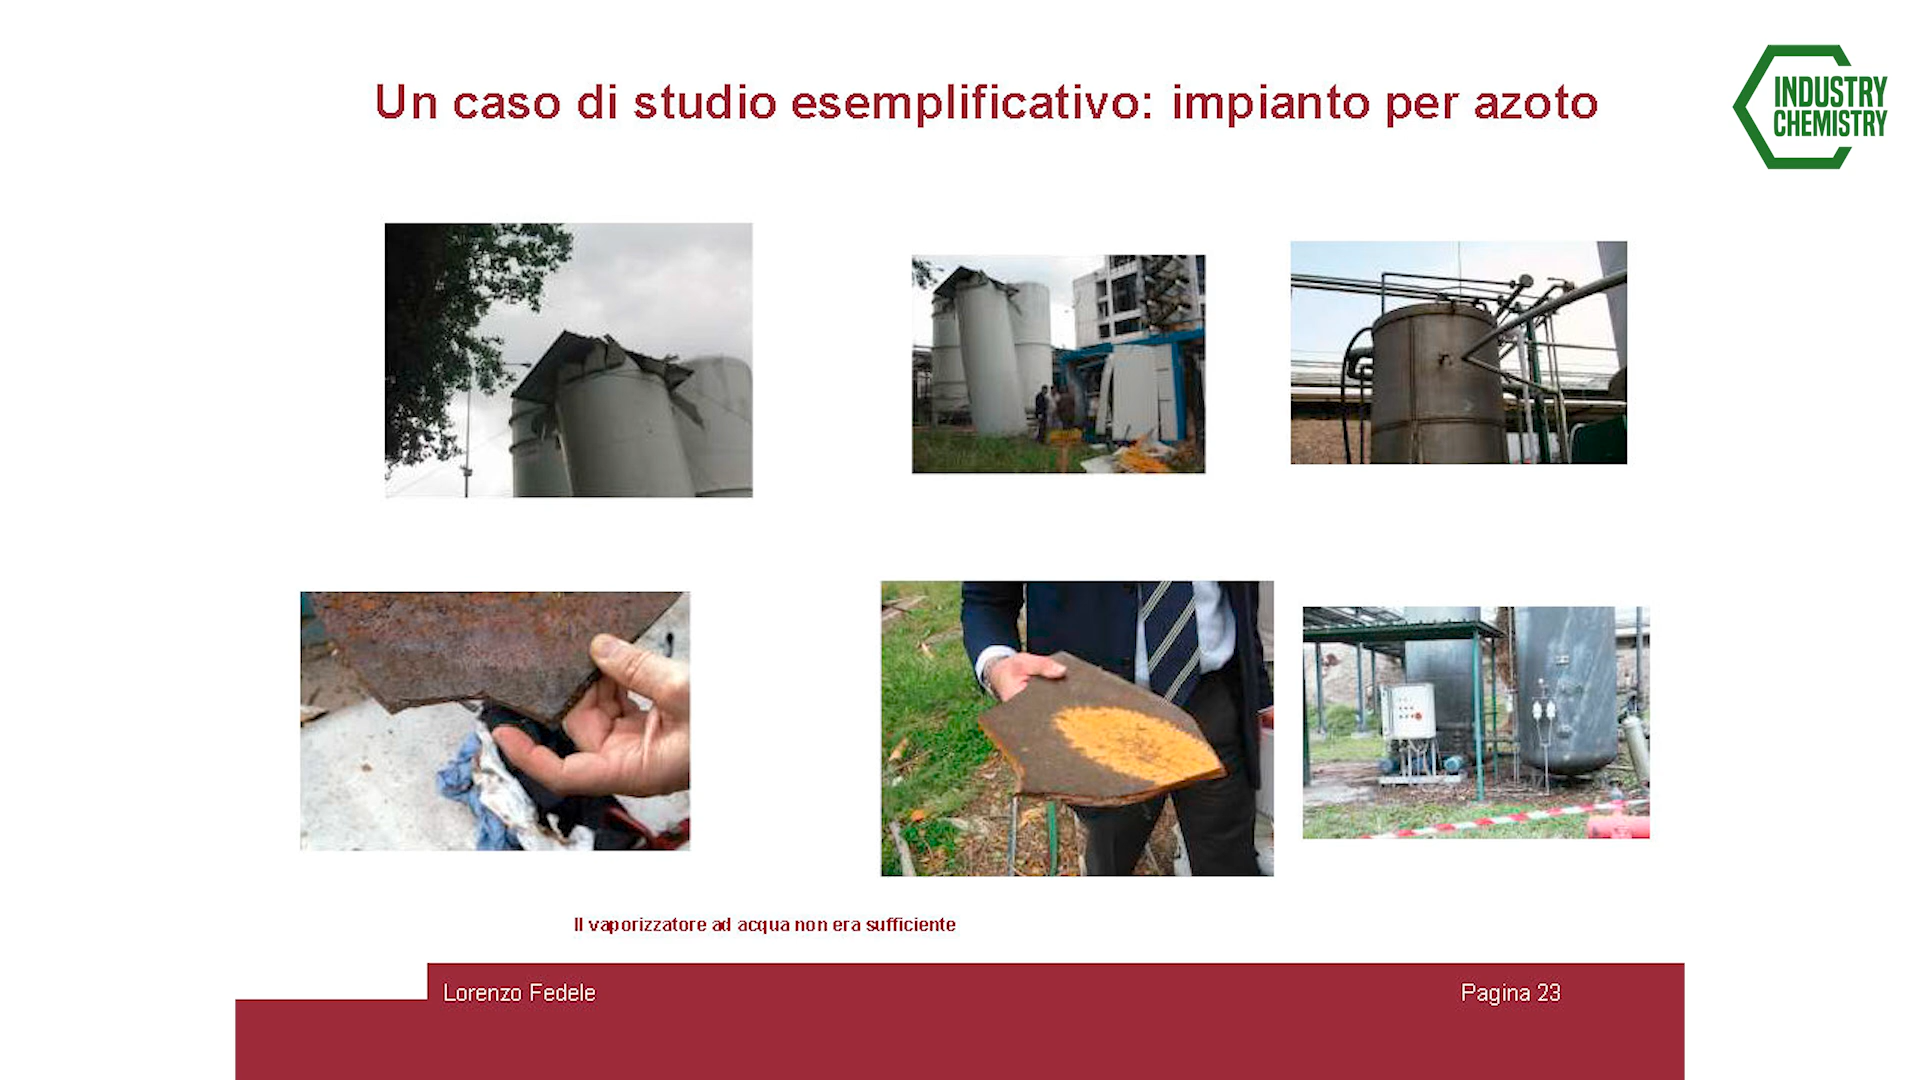 Un caso di studio esemplificativo: impianto per azoto
INDUSTRY
CHEMISTRY
Il vaporizzatore ad acqua non era sufficiente
Lorenzo Fedele
Pagina 23